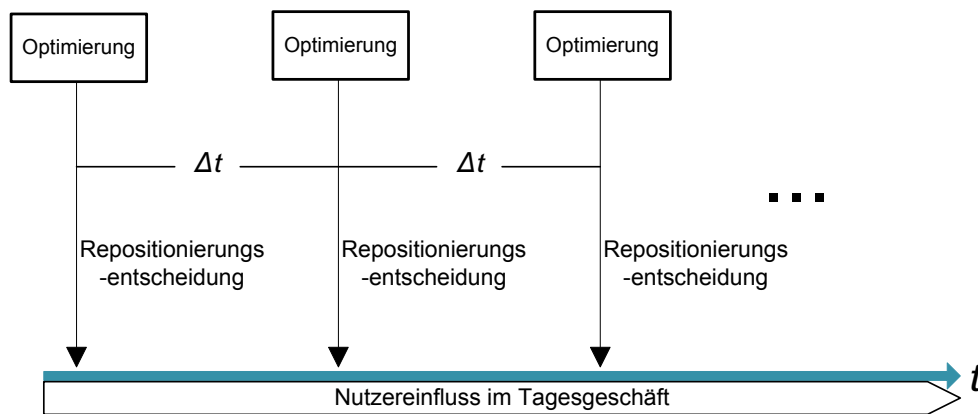 Optimierung
Optimierung
Optimierung
Δt
Δt
...
Repositionierungs
-entscheidung
Repositionierungs
-entscheidung
Repositionierungs
-entscheidung
t
Nutzereinfluss im Tagesgeschäft